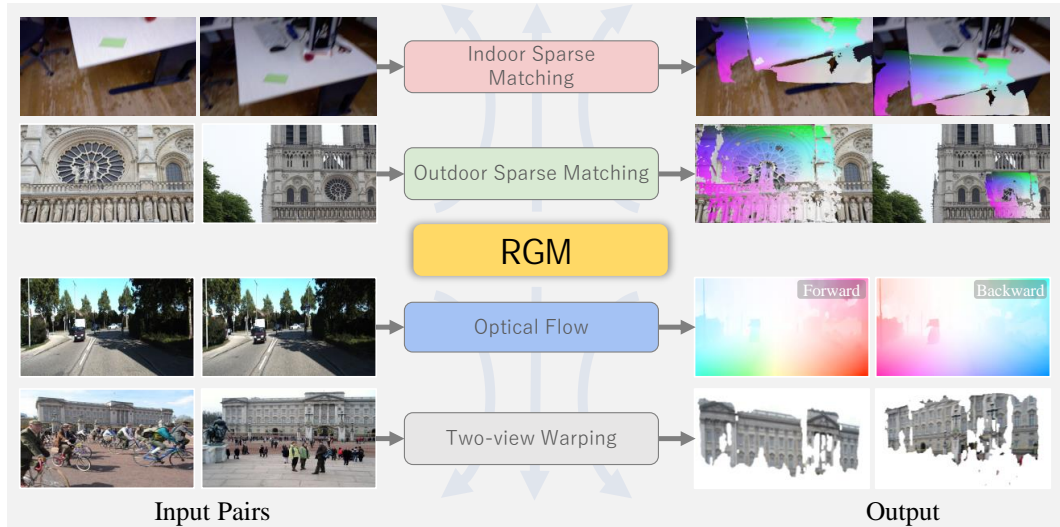 Indoor Sparse
Matching
Outdoor Sparse Matching
RGM
Optical Flow
Forward
Backward
Two-view Warping
Input Pairs
Output